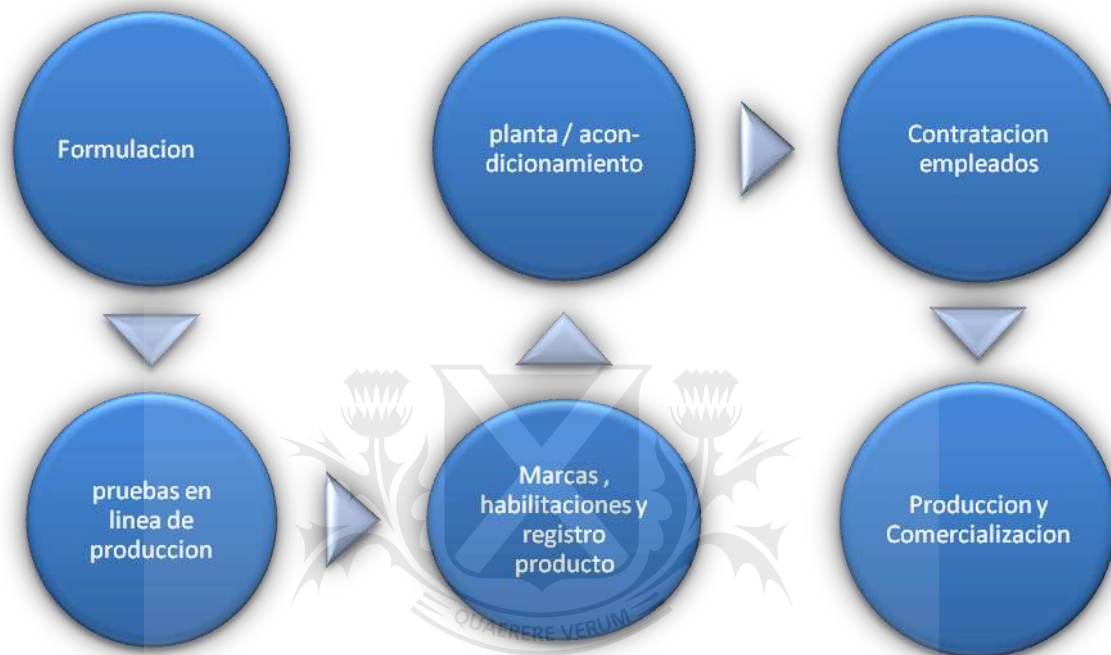 Formulacion
pruebas en
linea de
produccion
Marcas ,
habilitaciones y
registro
producto
planta / acon-
dicionamiento
Contratacion
empleados
Produccion y
Comercializacion
QUAERERE VERUM